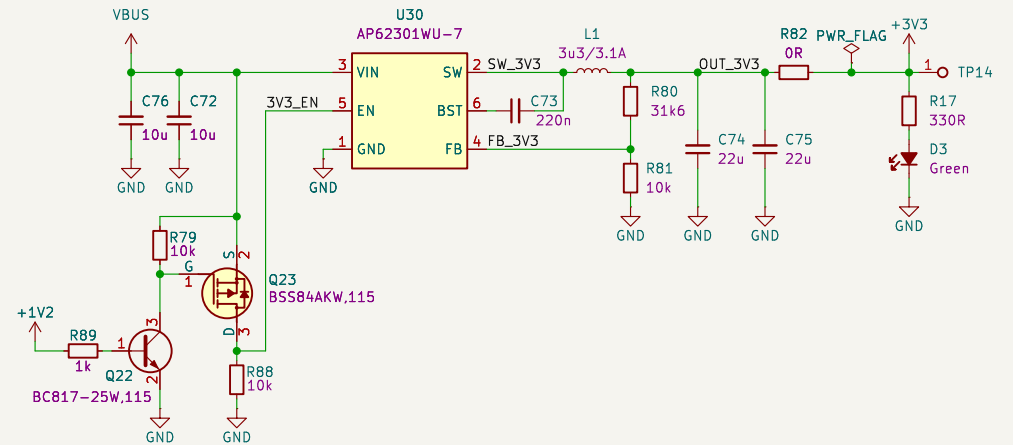 VBUS
U30
AP62301WU-7
3 VIN
SW 2
SW_3V3
5 EN
BST 6
1 GND
FB 4
FB_3V3
3V3_EN
C76
10u
C72
10u
GND
GND
GND
C73
220n
L1
3u3/3.1A
R80
31k6
R81
10k
GND
OUT_3V3
C74
22u
GND
C75
22u
GND
R82
0R
PWR_FLAG
+3V3
1
TP14
R17
330R
D3
Green
GND
R79
10k
G
1
S
2
Q23
BSS84AKW,115
D
3
+1V2
R89
1k
1
3
2
Q22
BC817-25W,115
GND
R88
10k
GND